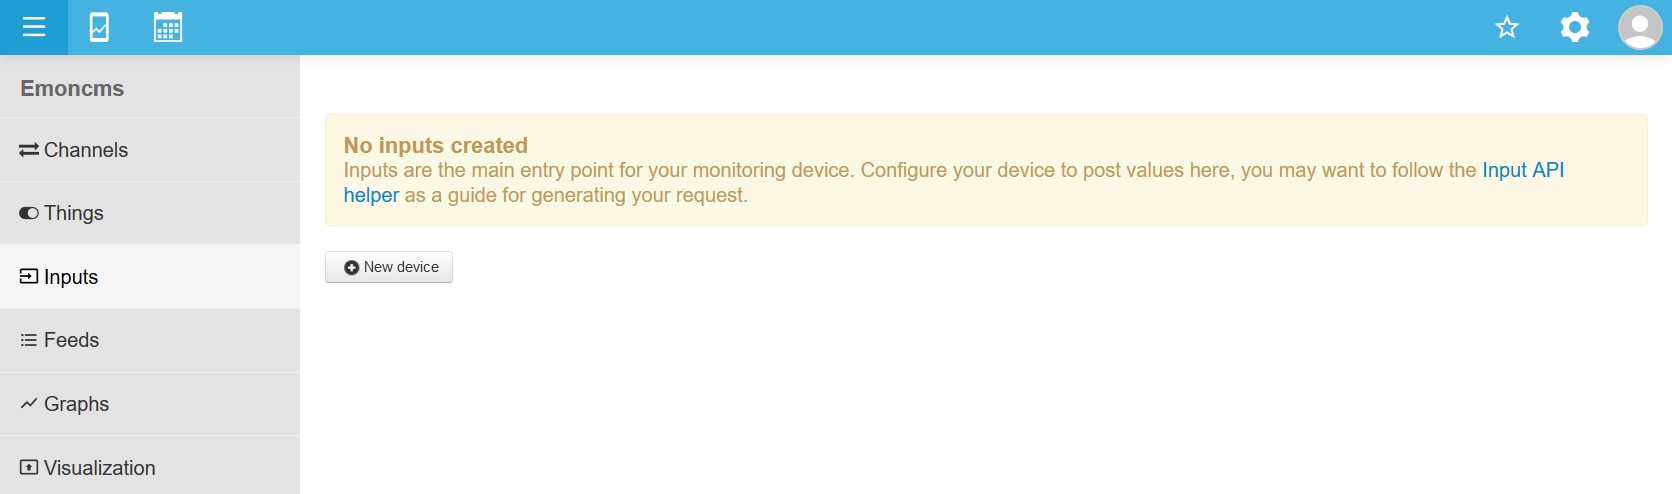 Emoncms
Channels
Things
Inputs
Feeds
Graphs
Visualization
No inputs created
Inputs are the main entry point for your monitoring device. Configure your device to post values here, you may want to follow the Input API
helper as a guide for generating your request.
New device